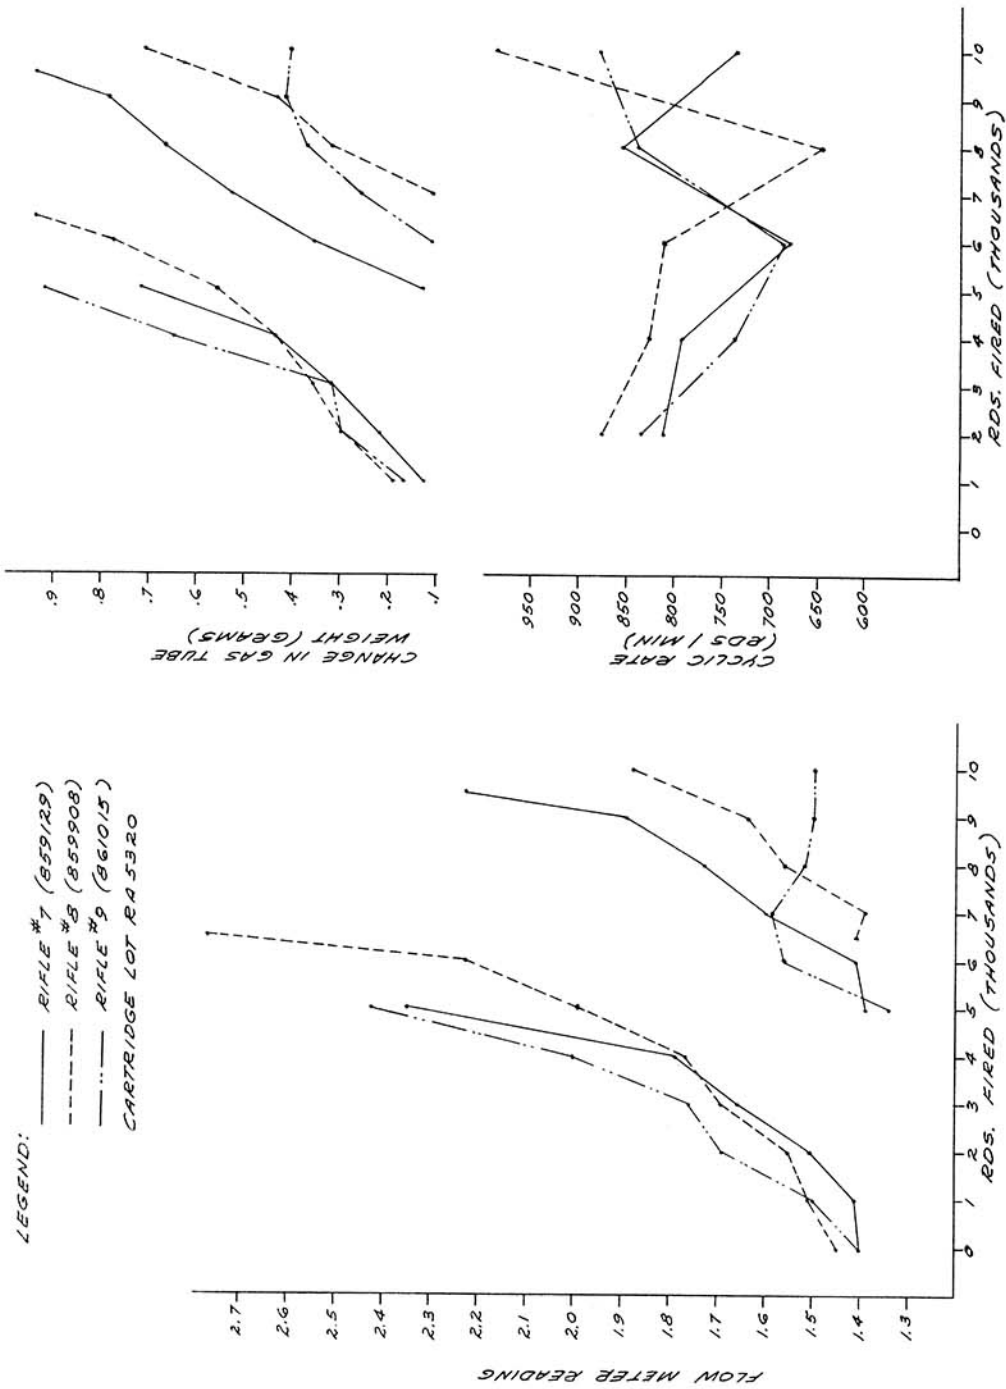 LEGEND:
RIFLE #7 (859129)
RIFLE #8 (859908)
RIFLE #9 (861015)
CARTRIDGE LOT RA 5320
FLOW METER READING
2.7
2.6
2.5
2.4
2.3
2.2
2.1
2.0
1.9
1.8
1.7
1.6
1.5
1.4
1.3
0 1 2 3 4 5 6 7 8 9 10
RDS. FIRED (THOUSANDS)
CHANGE IN GAS TUBE
WEIGHT (GRAMS)
.9
.8
.7
.6
.5
.4
.3
.2
.1
CYCLIC RATE
(RDS / MIN)
950
900
850
800
750
700
650
600
0 1 2 3 4 5 6 7 8 9 10
RDS. FIRED (THOUSANDS)